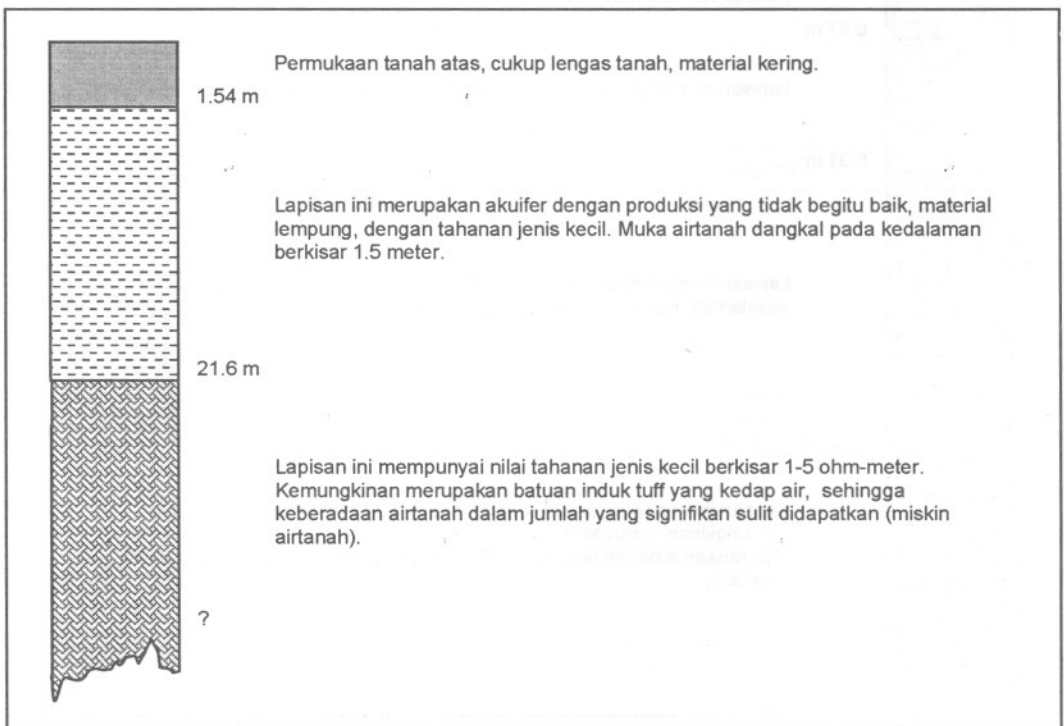 Permukaan tanah atas, cukup lengas tanah, material kering.
1.54 m
Lapisan ini merupakan akuifer dengan produksi yang tidak begitu baik, material
lempung, dengan tahanan jenis kecil. Muka airtanah dangkal pada kedalaman
berkisar 1.5 meter.
21.6 m
Lapisan ini mempunyai nilai tahanan jenis kecil berkisar 1-5 ohm-meter.
Kemungkinan merupakan batuan induk tuff yang kedap air, sehingga
keberadaan airtanah dalam jumlah yang signifikan sulit didapatkan (miskin
airtanah).
?